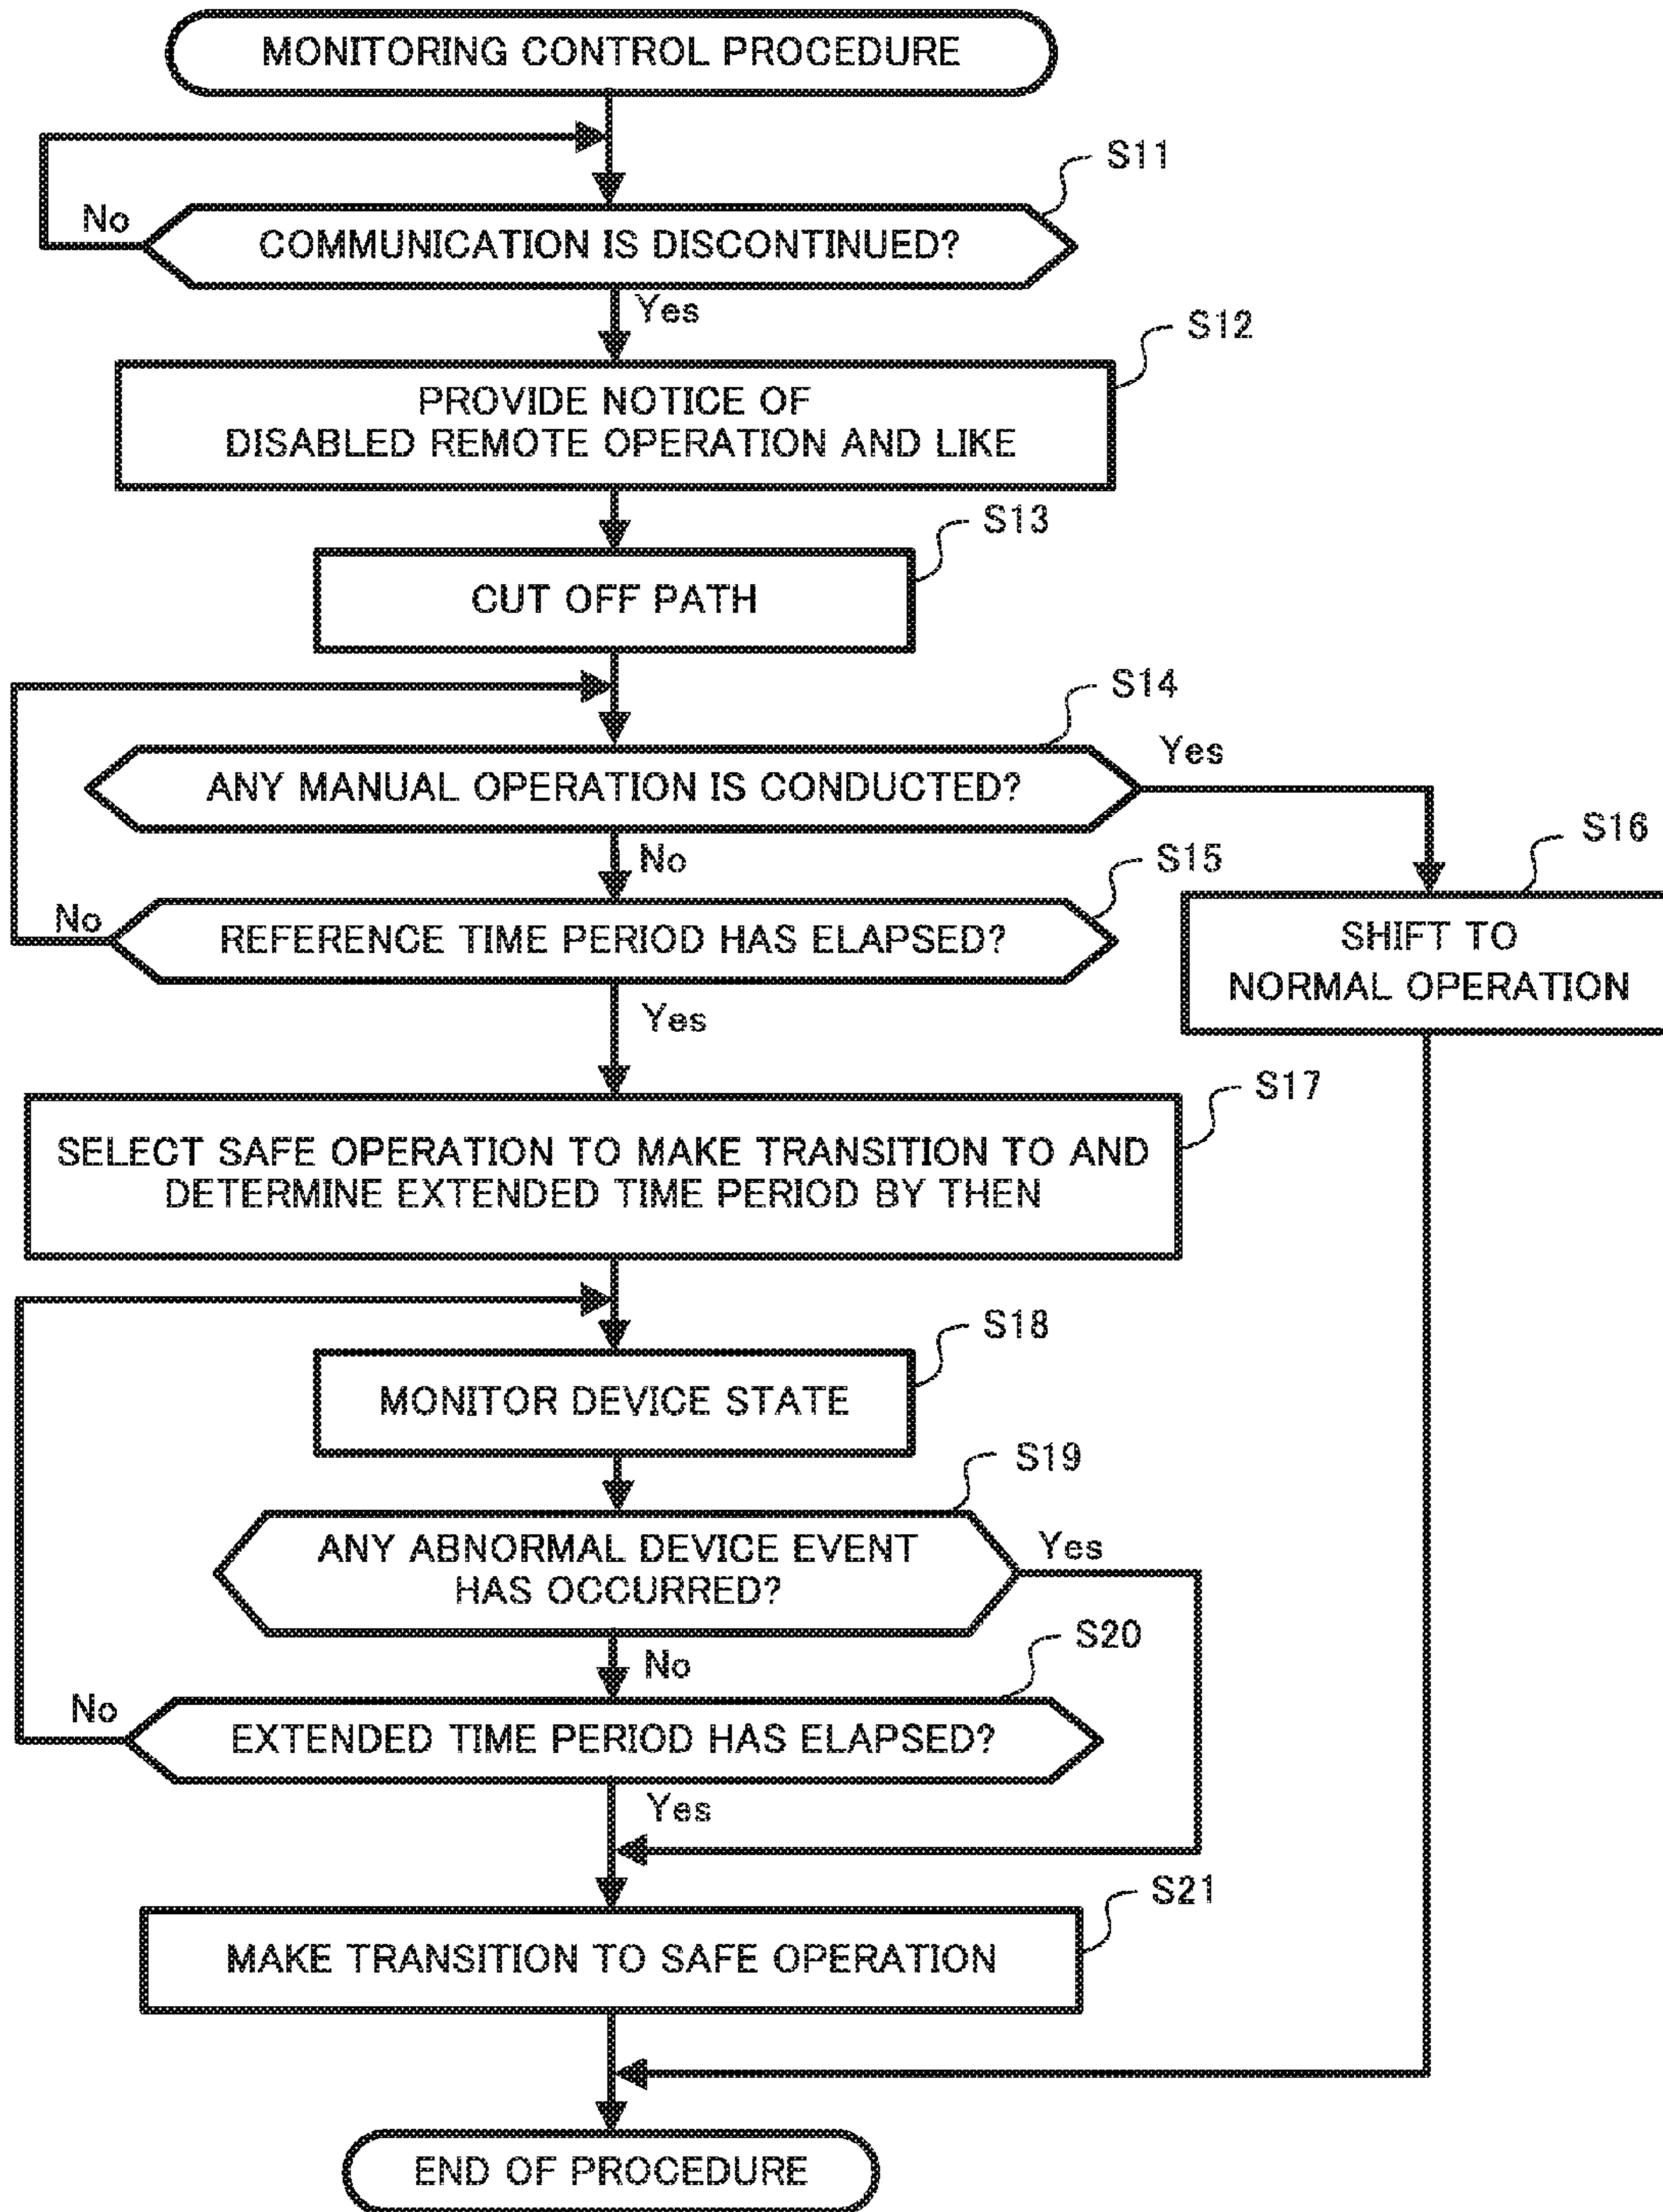 MONITORING CONTROL PROCEDURE
S11
No
COMMUNICATION IS DISCONTINUED?
Yes
S12
PROVIDE NOTICE OF
DISABLED REMOTE OPERATION AND LIKE
S13
CUT OFF PATH
S14
Yes
ANY MANUAL OPERATION IS CONDUCTED?
S16
No
S15
No
REFERENCE TIME PERIOD HAS ELAPSED?
SHIFT TO
NORMAL OPERATION
Yes
S17
SELECT SAFE OPERATION TO MAKE TRANSITION TO AND
DETERMINE EXTENDED TIME PERIOD BY THEN
S18
MONITOR DEVICE STATE
S19
ANY ABNORMAL DEVICE EVENT
HAS OCCURRED?
Yes
S20
No
No
EXTENDED TIME PERIOD HAS ELAPSED?
Yes
S21
MAKE TRANSITION TO SAFE OPERATION
END OF PROCEDURE